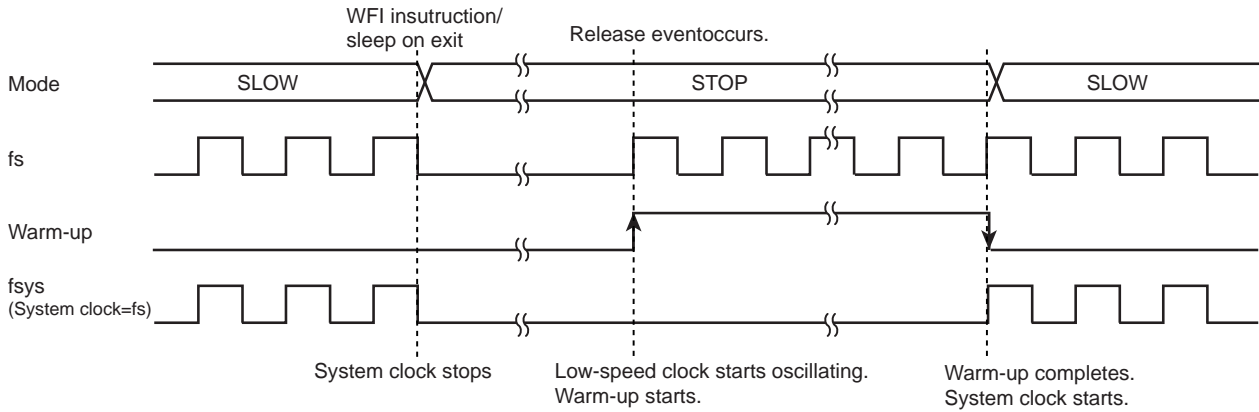 WFI insutruction/
sleep on exit
Release eventoccurs.
Mode
SLOW
STOP
SLOW
fs
Warm-up
fsys
(System clock=fs)
System clock stops
Low-speed clock starts oscillating.
Warm-up starts.
Warm-up completes.
System clock starts.